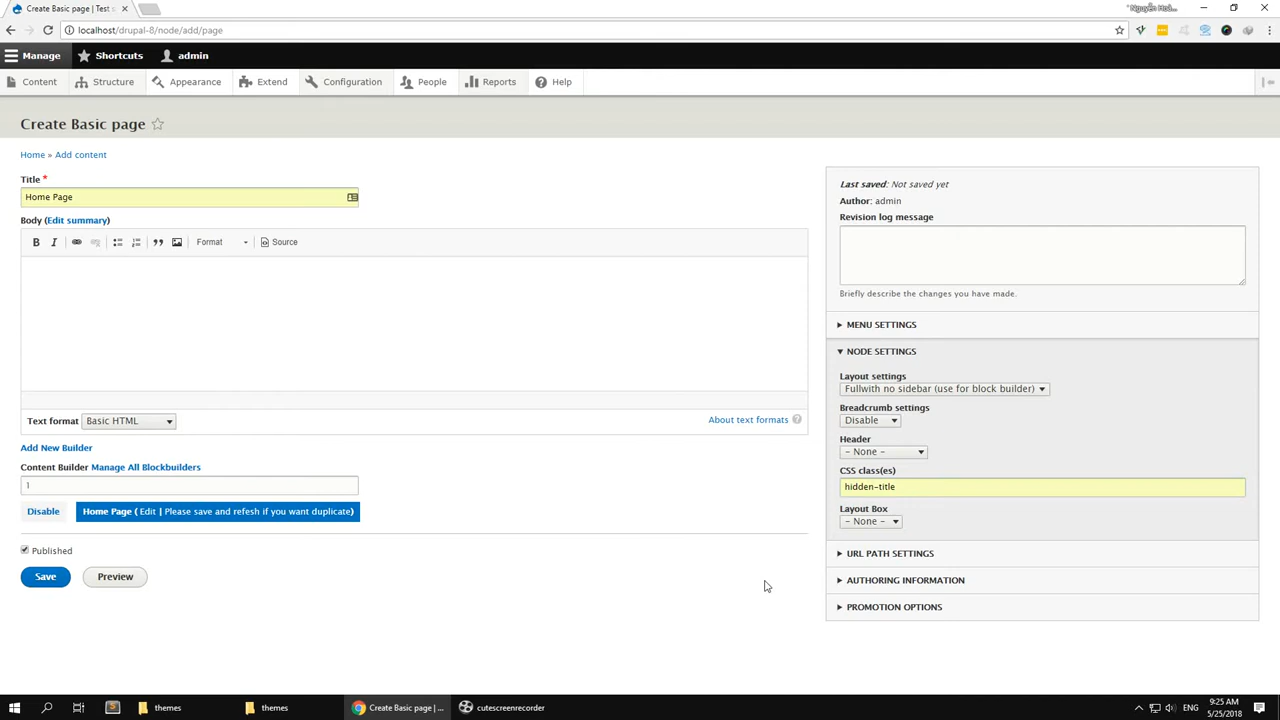 Create Basic page | Test s
Nguyễn Hoà...
localhost/drupal-8/node/add/page
Manage Shortcuts admin
Content Structure Appearance Extend Configuration People Reports Help
Create Basic page
Home » Add content
Title *
Home Page
Body (Edit summary)
Format Source
Text format Basic HTML
About text formats
Add New Builder
Content Builder Manage All Blockbuilders
1
Disable Home Page ( Edit | Please save and refesh if you want duplicate)
Published
Save Preview
Last saved: Not saved yet
Author: admin
Revision log message
Briefly describe the changes you have made.
MENU SETTINGS
NODE SETTINGS
Layout settings
Fullwith no sidebar (use for block builder)
Breadcrumb settings
Disable
Header
- None -
CSS class(es)
hidden-title
Layout Box
- None -
URL PATH SETTINGS
AUTHORING INFORMATION
PROMOTION OPTIONS
themes themes Create Basic page | ... cutescreenrecorder
ENG
9:25 AM
5/25/2018